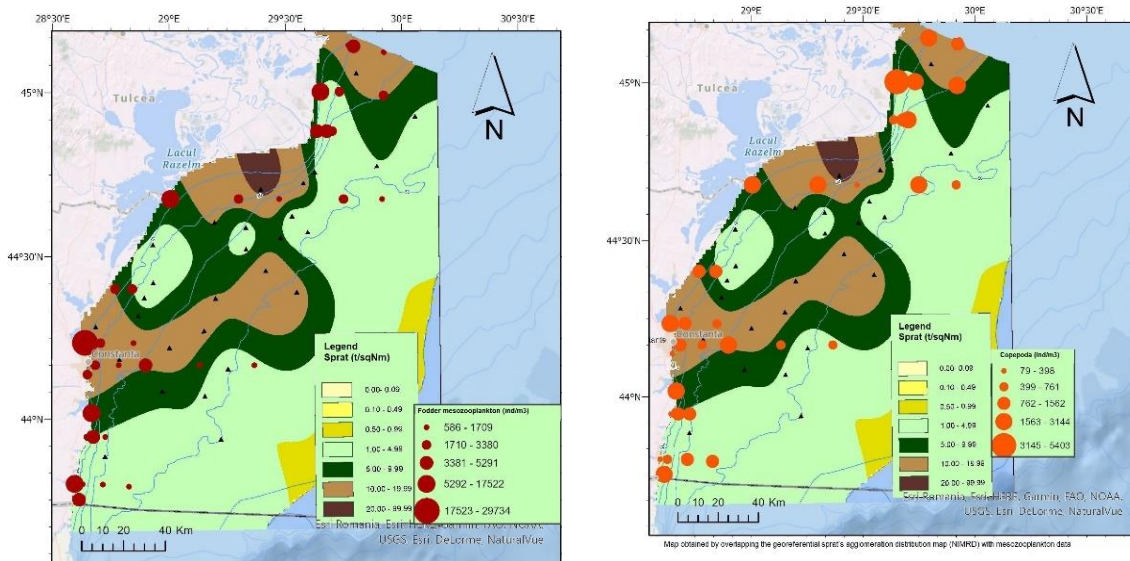 28°30'E 29°E 29°30'E 30°E
45°N
44°30'N
44°N
Tulcea
Lacul
Razelm
Constanta
N
Legend
Sprat (t/sqNm)
0.00 - 0.09
0.10 - 0.49
0.50 - 0.99
1.00 - 4.99
5.00 - 9.99
10.00 - 19.99
20.00 - 39.99
Fodder mesozooplankton (ind/m3)
586 - 1709
1710 - 3380
3381 - 5291
5292 - 17522
17523 - 29734
0 10 20 40 Km
Esri Romania, Esri, FAO, NOAA,
USGS, Esri, DeLorme, NaturalVue
29°E 29°30'E 30°E
45°N
44°30'N
44°N
Tulcea
Lacul
Razelm
Constanta
N
Legend
Sprat (t/sqNm)
0.00 - 0.09
0.10 - 0.49
0.50 - 0.99
1.00 - 4.99
5.00 - 9.99
10.00 - 19.99
20.00 - 39.99
Copepoda (ind/m3)
79 - 398
399 - 761
762 - 1562
1563 - 3144
3145 - 5403
0 10 20 40 Km
Esri Romania, Esri, HERE, Garmin, FAO, NOAA,
USGS, Esri, DeLorme, NaturalVue
Map obtained by overlapping the georeferential sprat's agglomeration distribution map (NIMRD) with mesozooplankton data